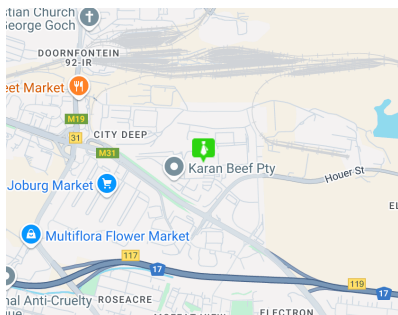 stian Church
George Goch
DOORNFONTEIN
92-IR
eet Market
M19
31
CITY DEEP
M31
Karan Beef Pty
Houer St
Joburg Market
EL
Multiflora Flower Market
117
17
119
17
nal Anti-Cruelty
ROSEACRE
ELECTRON